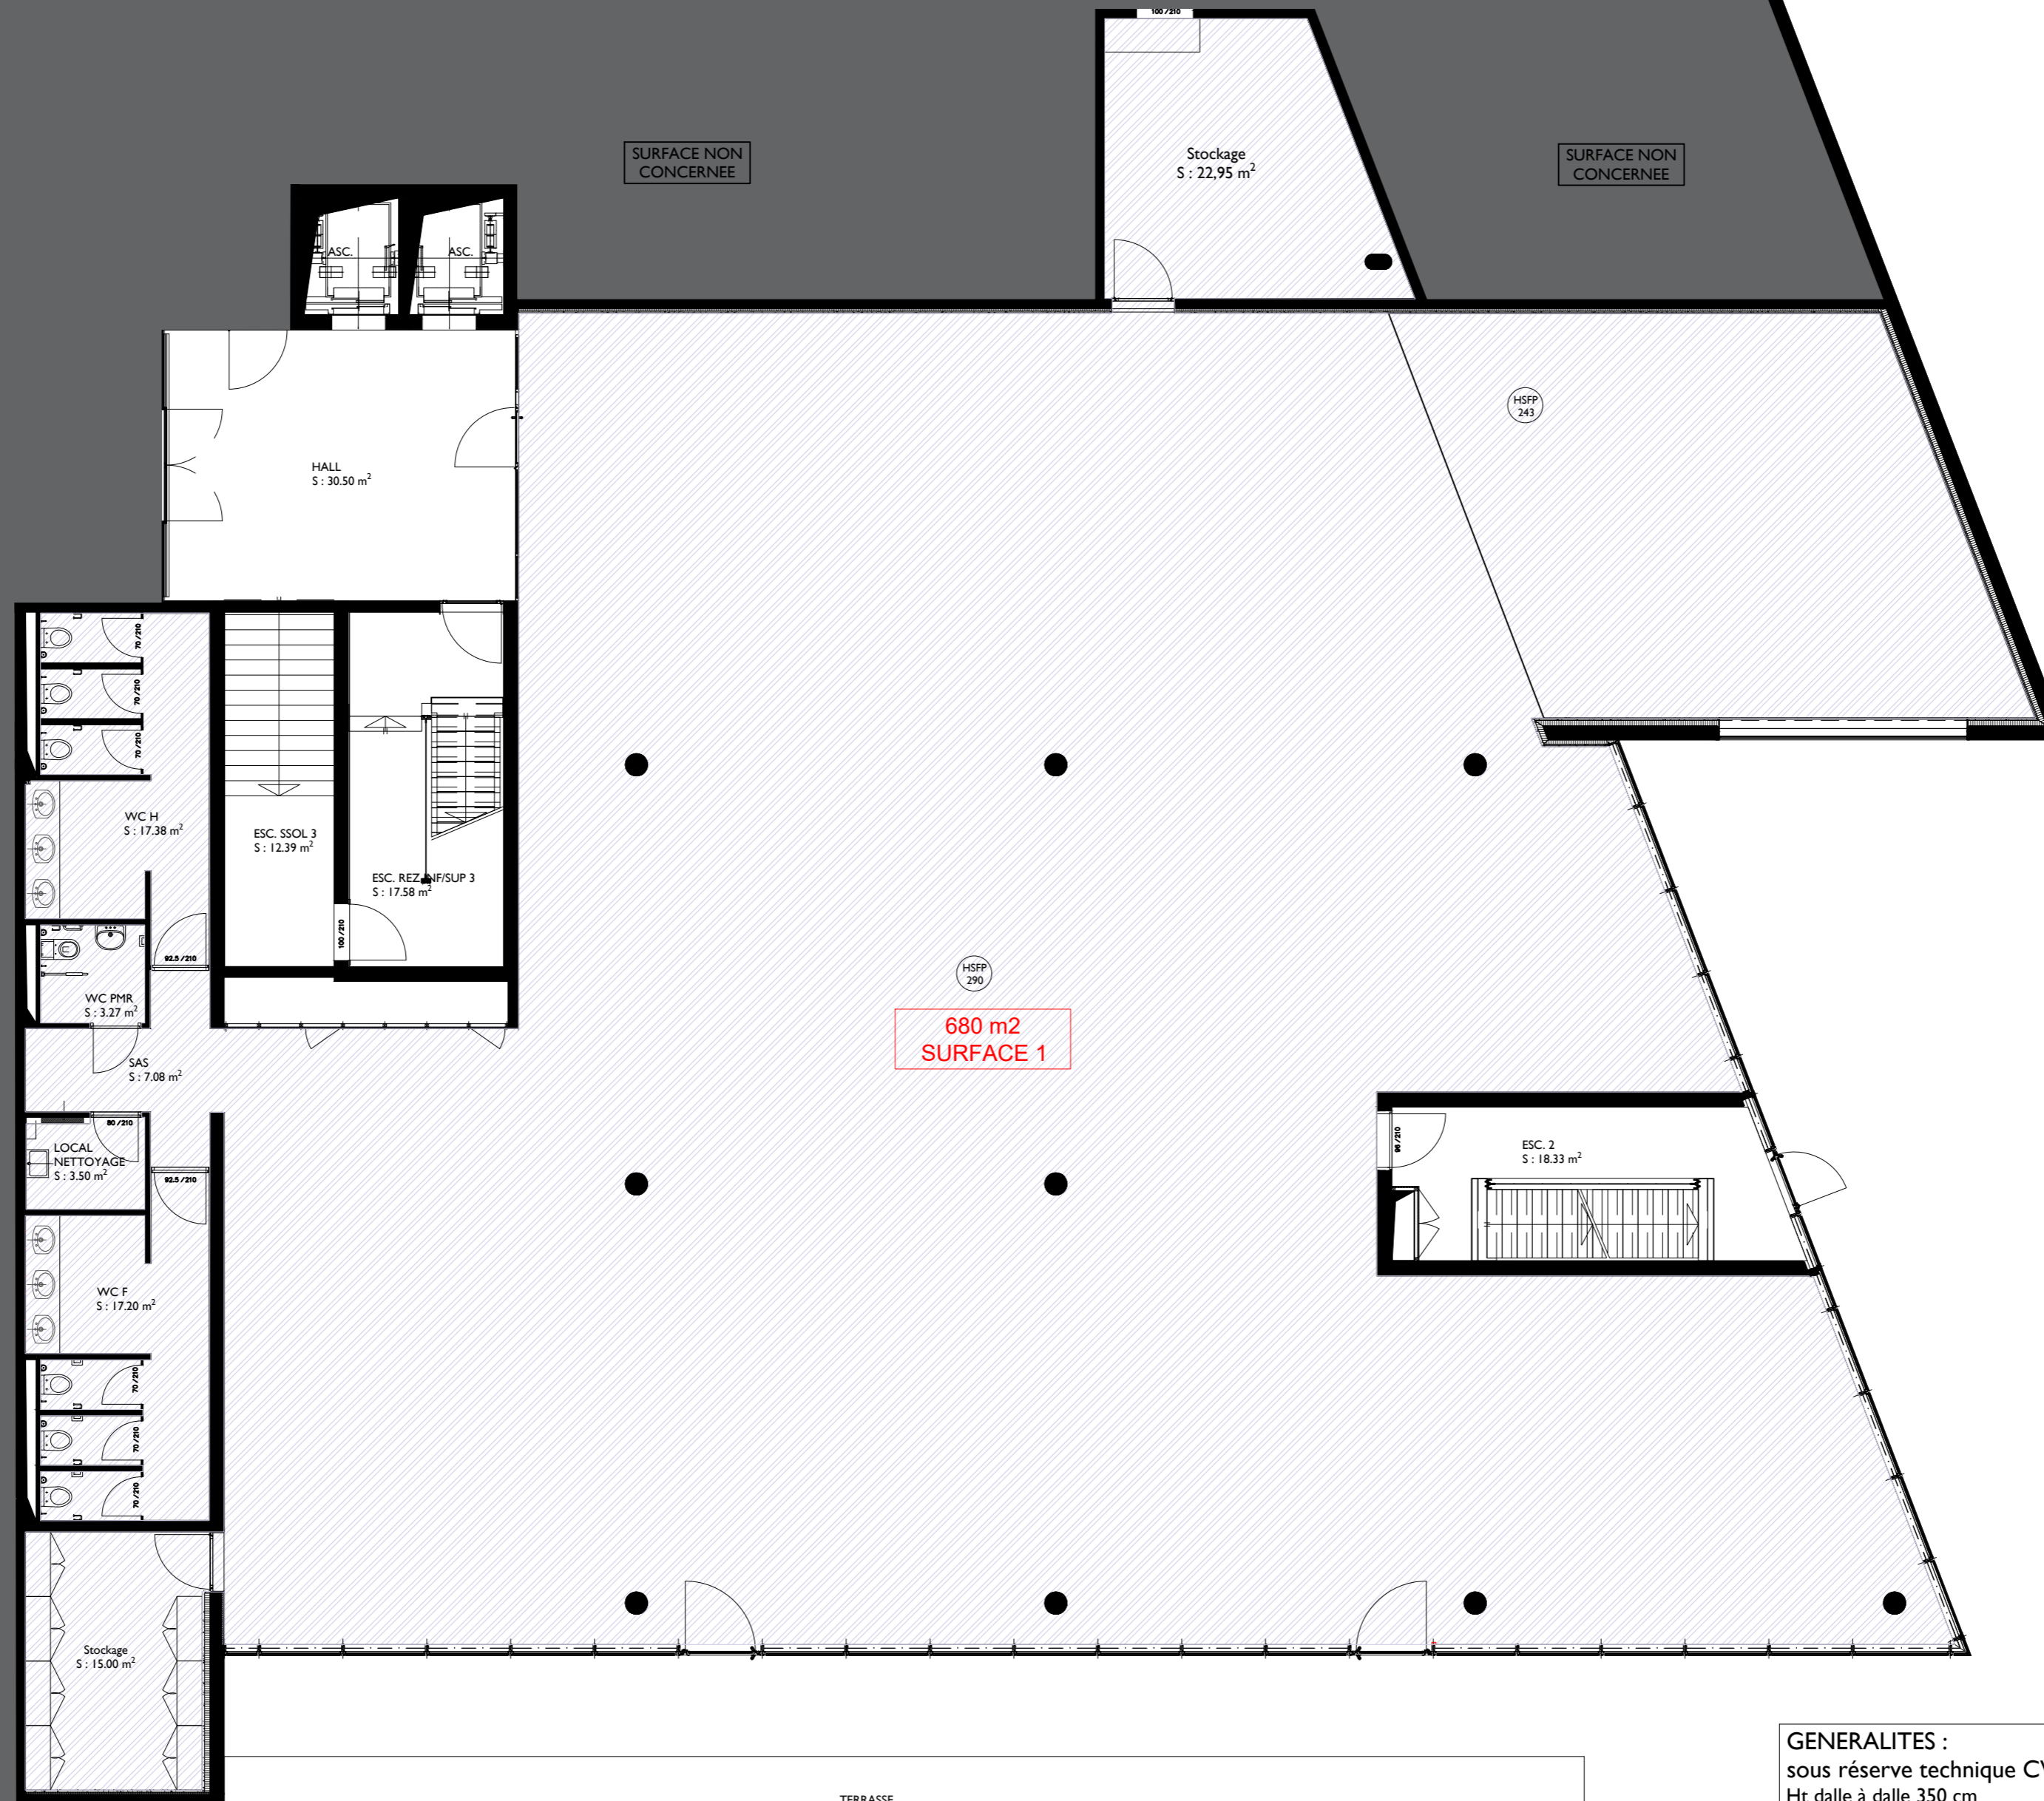 100/210
SURFACE NON
CONCERNEE
Stockage
S : 22,95 m²
SURFACE NON
CONCERNEE
ASC.
ASC.
HSFP
243
HALL
S : 30.50 m²
70/210
70/210
70/210
WC H
S : 17.38 m²
ESC. SSOL 3
S : 12.39 m²
ESC. REZ INF/SUP 3
S : 17.58 m²
100/210
92.5/210
WC PMR
S : 3.27 m²
HSFP
290
680 m2
SURFACE 1
SAS
S : 7.08 m²
80/210
LOCAL
NETTOYAGE
S : 3.50 m²
92.5/210
96/210
ESC. 2
S : 18.33 m²
WC F
S : 17.20 m²
70/210
70/210
70/210
Stockage
S : 15.00 m²
TERRASSE
GENERALITES :
sous réserve technique
Ht dalle à dalle 350 cm